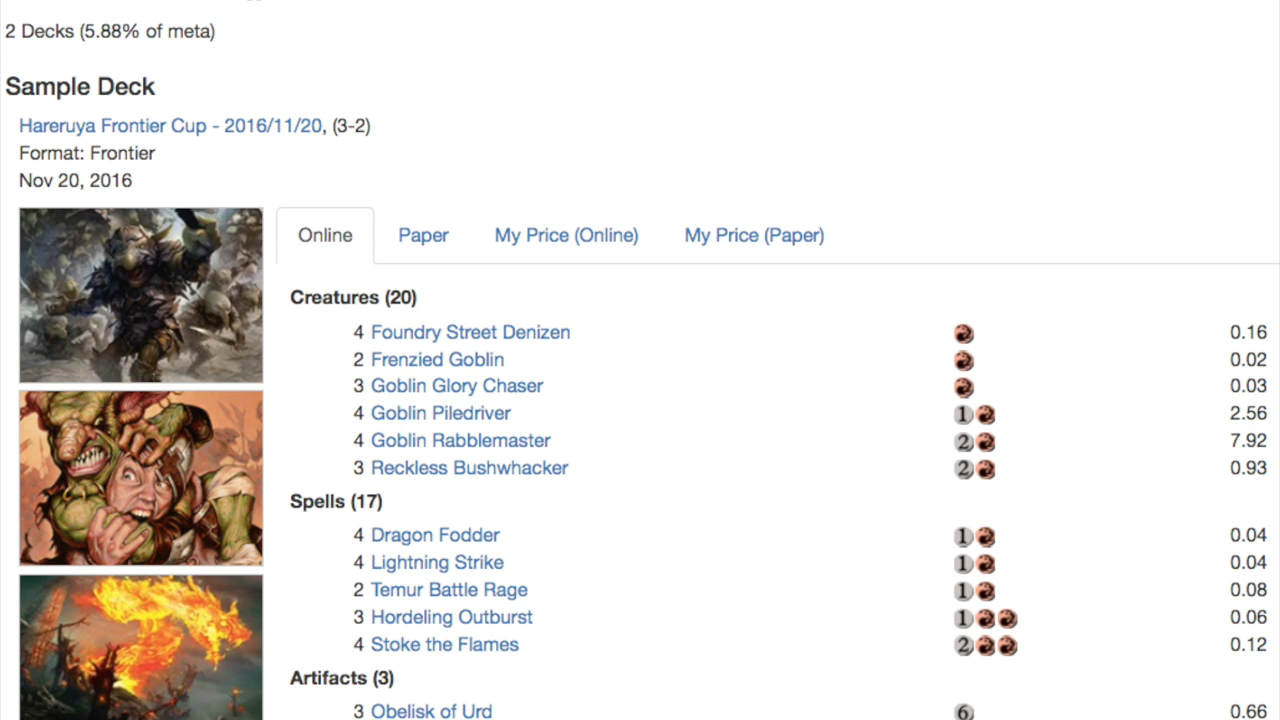 2 Decks (5.88% of meta)
Sample Deck
Hareruya Frontier Cup - 2016/11/20, (3-2)
Format: Frontier
Nov 20, 2016
Online Paper My Price (Online) My Price (Paper)
Creatures (20)
4 Foundry Street Denizen 0.16
2 Frenzied Goblin 0.02
3 Goblin Glory Chaser 0.03
4 Goblin Piledriver 1 2.56
4 Goblin Rabblemaster 2 7.92
3 Reckless Bushwhacker 2 0.93
Spells (17)
4 Dragon Fodder 1 0.04
4 Lightning Strike 1 0.04
2 Temur Battle Rage 1 0.08
3 Hordeling Outburst 1 0.06
4 Stoke the Flames 2 0.12
Artifacts (3)
3 Obelisk of Urd 6 0.66